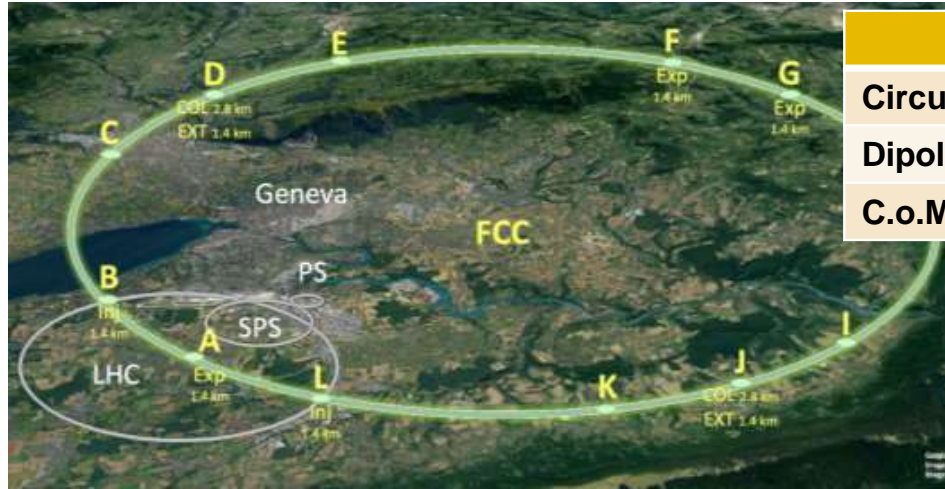 E
F
Exp
1.4 km
D
COL 2.8 km
EXT 1.4 km
G
Exp
1.4 km
C
Circu
Dipol
C.o.M
Geneva
FCC
B
Inj
1.4 km
PS
SPS
A
Exp
1.4 km
LHC
L
Inj
1.4 km
I
J
COL 2.8 km
EXT 1.4 km
K